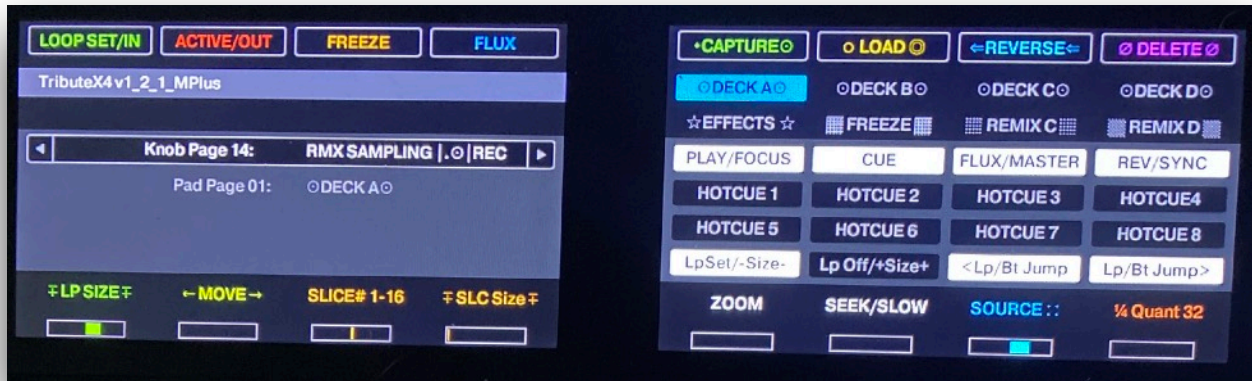 LOOP SET/IN ACTIVE/OUT FREEZE FLUX
TributeX4 v1_2_1_MPlus
◄ Knob Page 14: RMX SAMPLING |.⊙|REC ►
Pad Page 01: ⊙DECK A⊙
∓LP SIZE∓ ←MOVE→ SLICE# 1-16 ∓SLC Size∓
•CAPTURE⊙ o LOAD◎ ⇐REVERSE⇐ ∅ DELETE ∅
⊙DECK A⊙ ⊙DECK B⊙ ⊙DECK C⊙ ⊙DECK D⊙
☆EFFECTS ☆ ▦FREEZE▦ ▦ REMIX C▦ ▦ REMIX D▦
PLAY/FOCUS CUE FLUX/MASTER REV/SYNC
HOTCUE 1 HOTCUE 2 HOTCUE 3 HOTCUE4
HOTCUE 5 HOTCUE 6 HOTCUE 7 HOTCUE 8
LpSet/-Size- Lp Off/+Size+ <Lp/Bt Jump Lp/Bt Jump>
ZOOM SEEK/SLOW SOURCE :: ¼ Quant 32